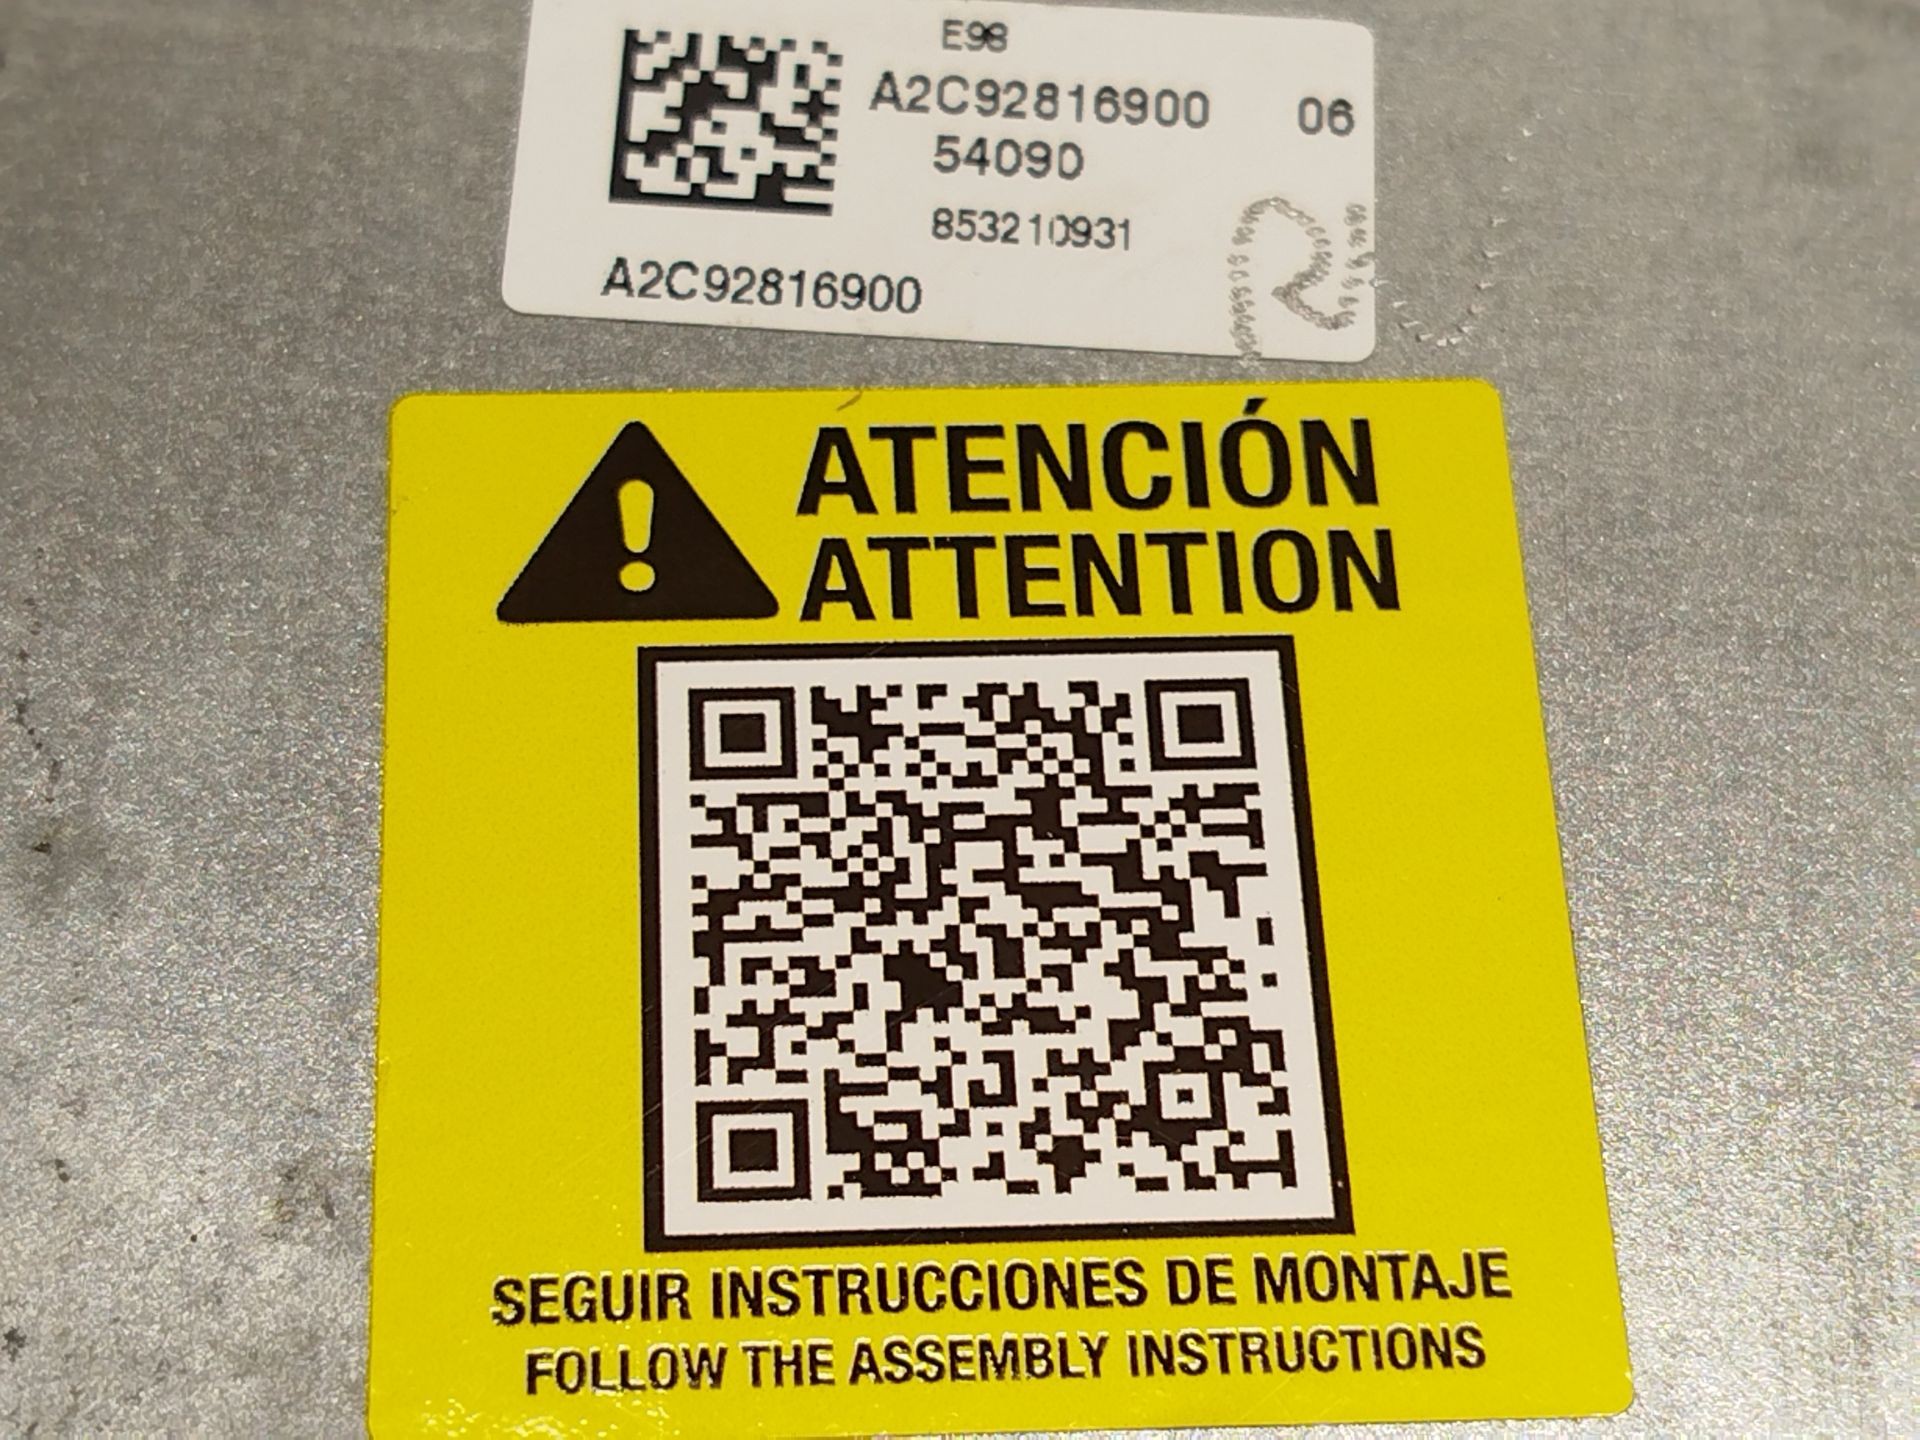 E98
A2C92816900 06
54090
853210931
A2C92816900
ATENCIÓN
ATTENTION
SEGUIR INSTRUCCIONES DE MONTAJE
FOLLOW THE ASSEMBLY INSTRUCTIONS